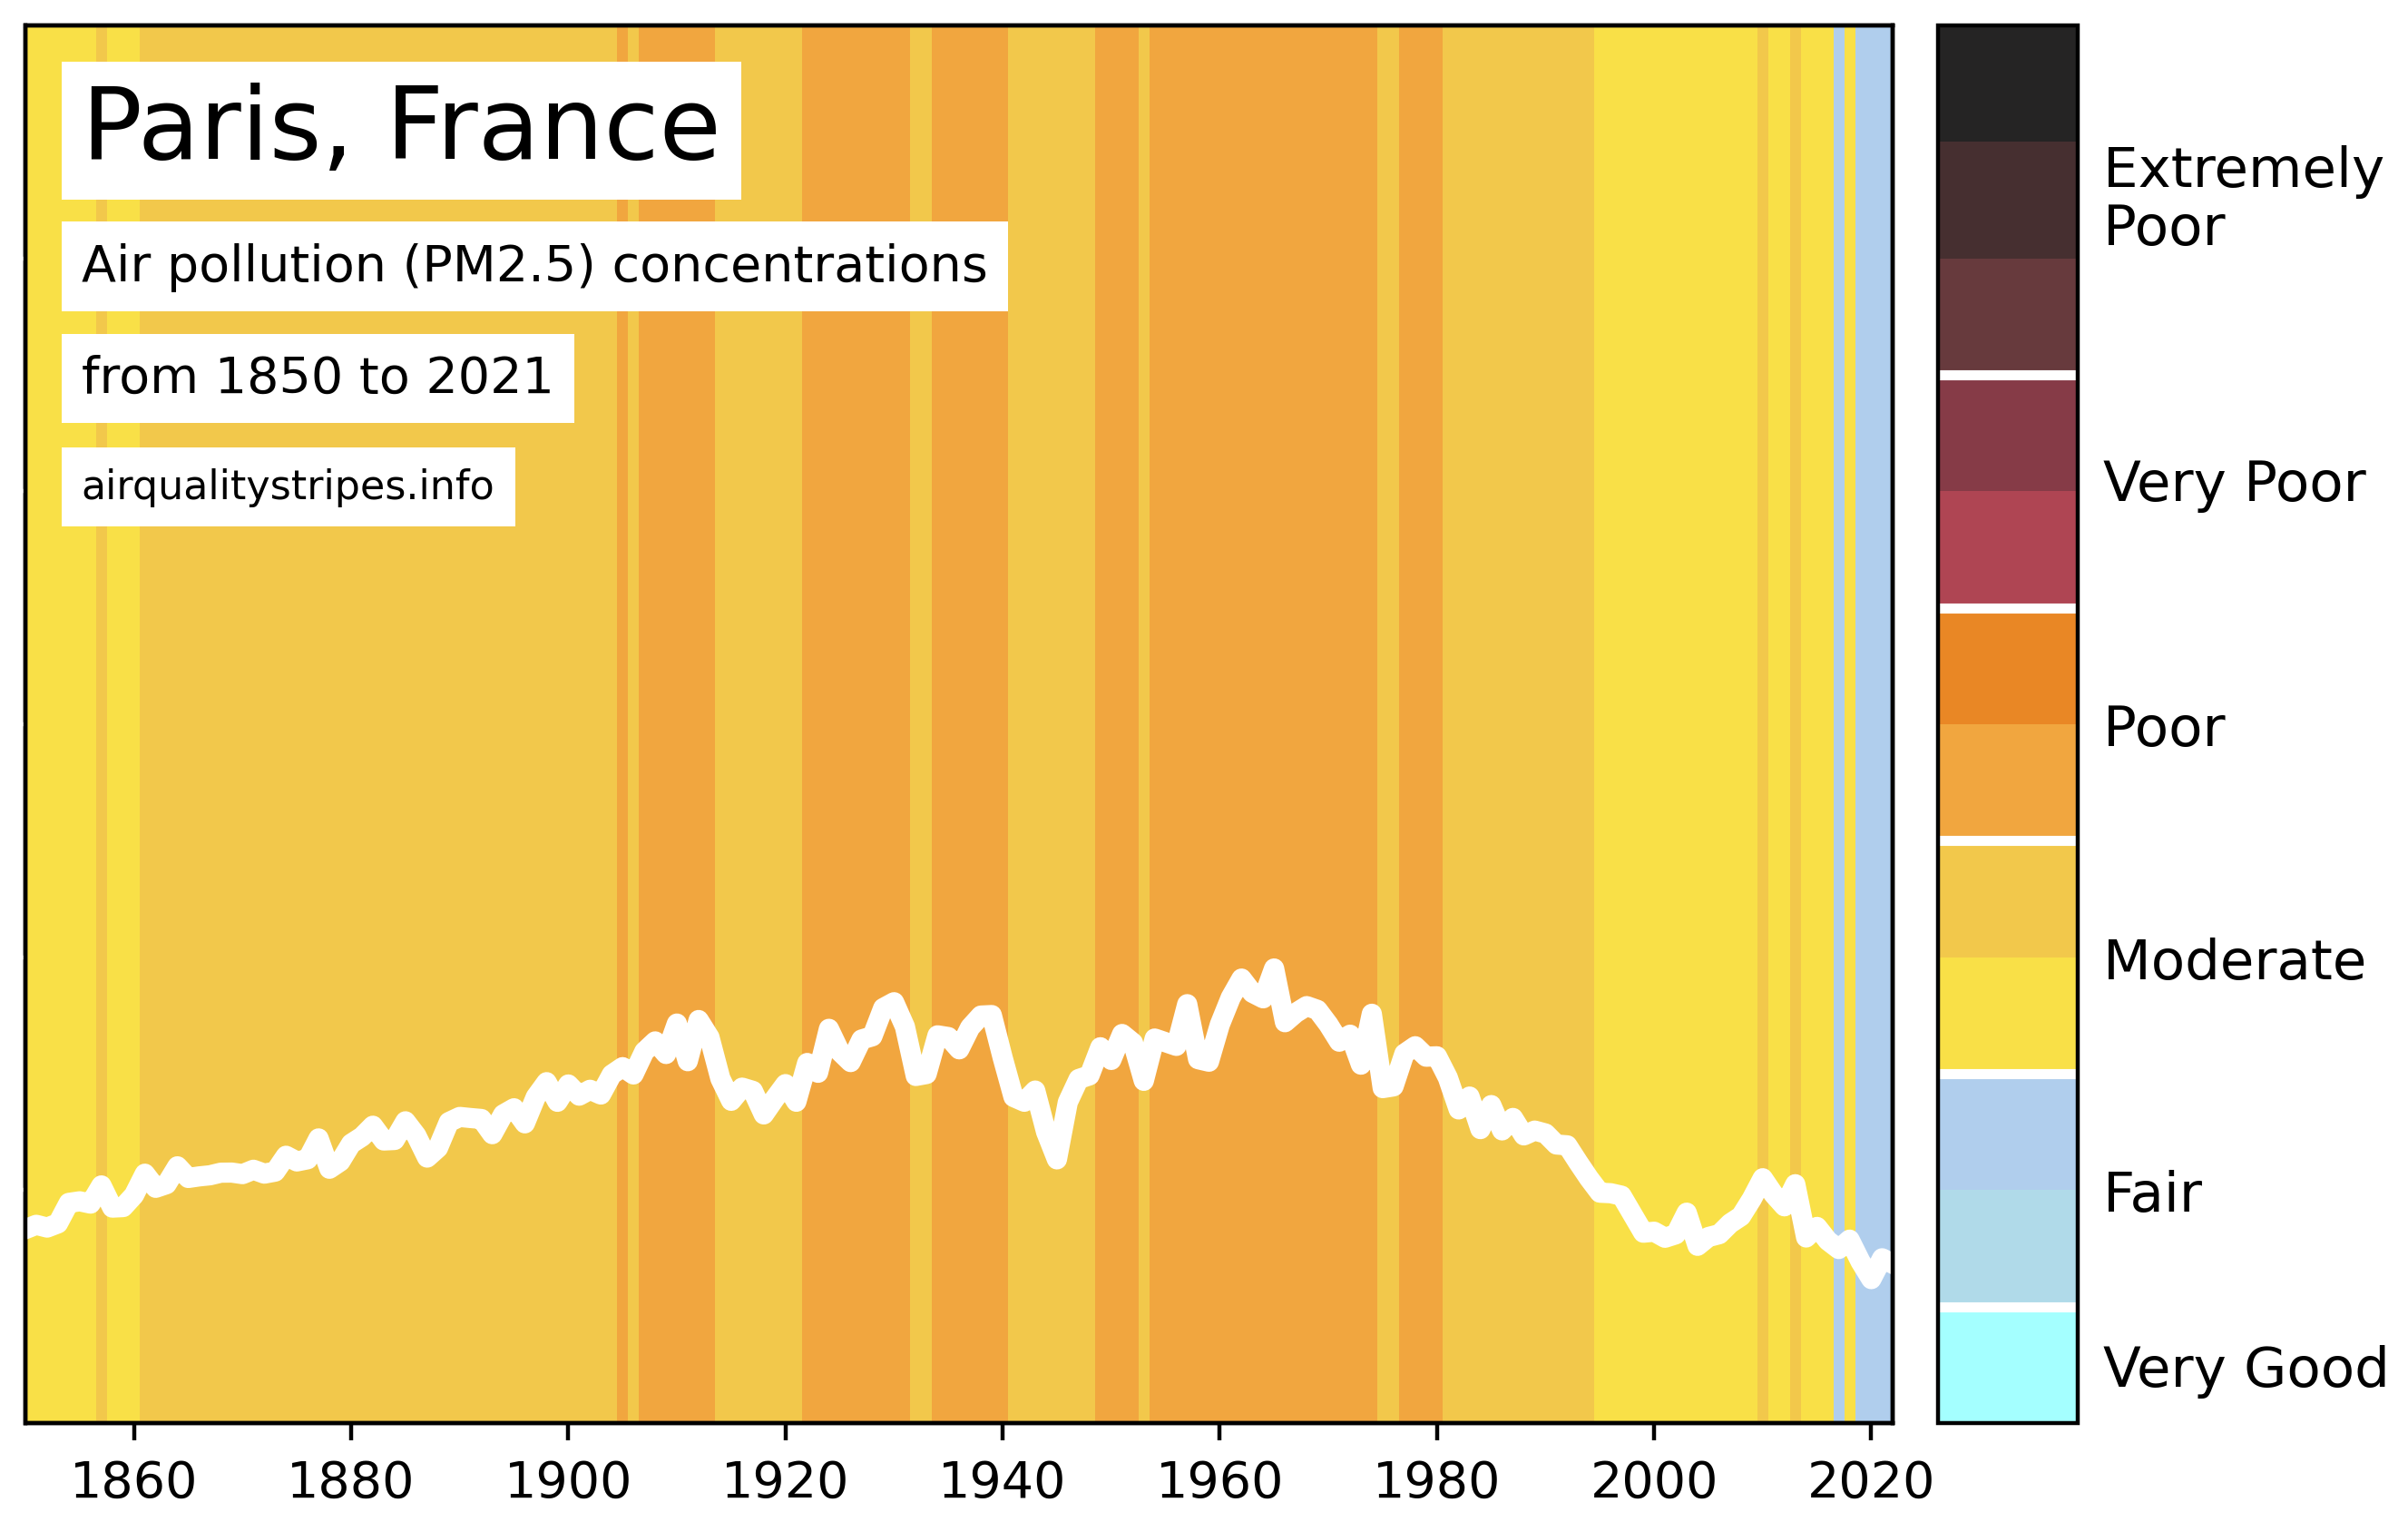 Paris, France
Air pollution (PM2.5) concentrations
from 1850 to 2021
airqualitystripes.info
Extremely
Poor
Very Poor
Poor
Moderate
Fair
Very Good
1860 1880 1900 1920 1940 1960 1980 2000 2020